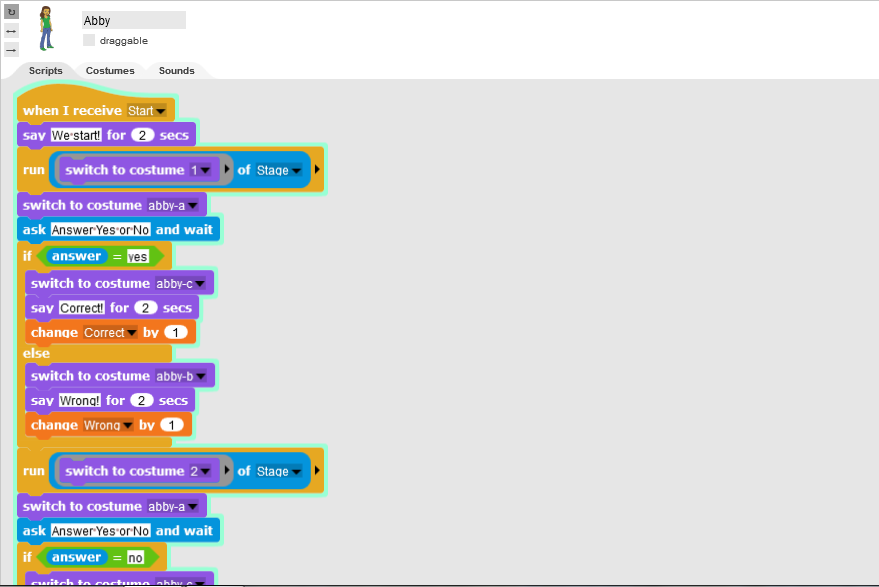 Abby
draggable
Scripts Costumes Sounds
when I receive Start
say We start! for 2 secs
run switch to costume 1 of Stage
switch to costume abby-a
ask Answer Yes or No and wait
if answer = yes
switch to costume abby-c
say Correct! for 2 secs
change Correct by 1
else
switch to costume abby-b
say Wrong! for 2 secs
change Wrong by 1
run switch to costume 2 of Stage
switch to costume abby-a
ask Answer Yes or No and wait
if answer = no
switch to costume abby-c